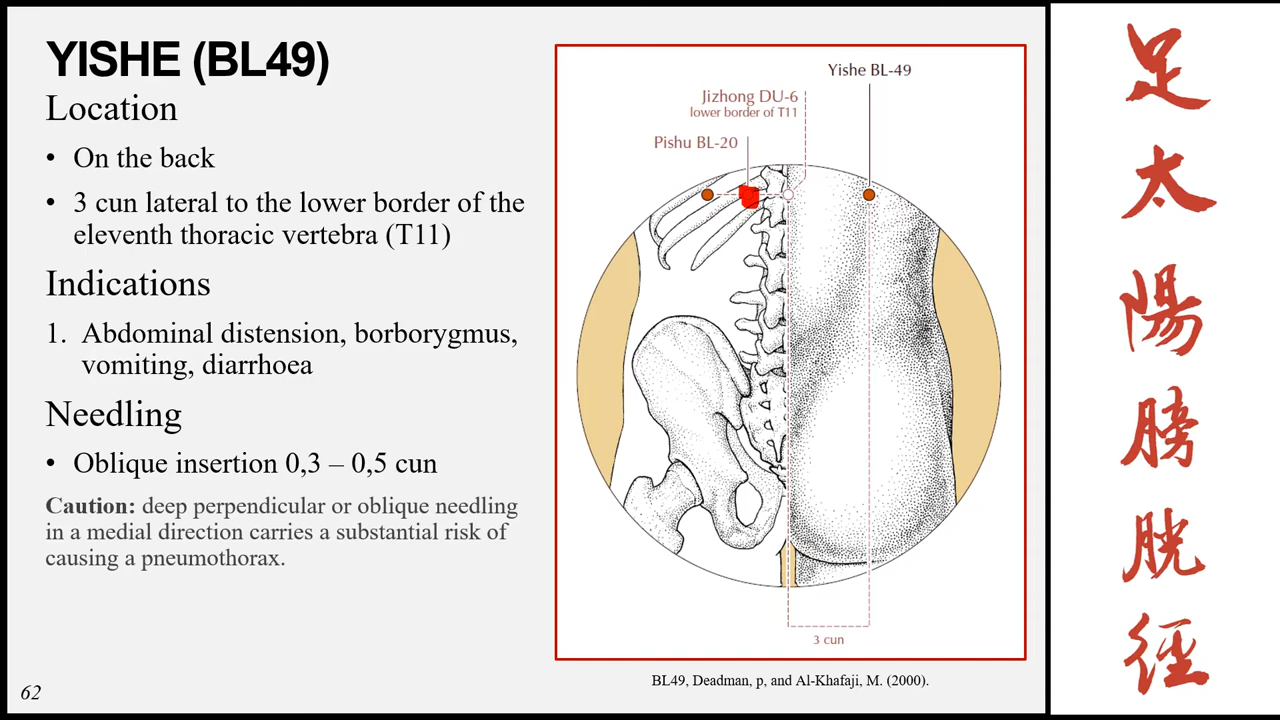 YISHE (BL49)
Location
• On the back
• 3 cun lateral to the lower border of the
eleventh thoracic vertebra (T11)
Indications
1. Abdominal distension, borborygmus,
vomiting, diarrhoea
Needling
• Oblique insertion 0,3 – 0,5 cun
Caution: deep perpendicular or oblique needling
in a medial direction carries a substantial risk of
causing a pneumothorax.
62
Yishe BL-49
Jizhong DU-6
lower border of T11
Pishu BL-20
3 cun
BL49, Deadman, p, and Al-Khafaji, M. (2000).
足
太
陽
膀
胱
徑